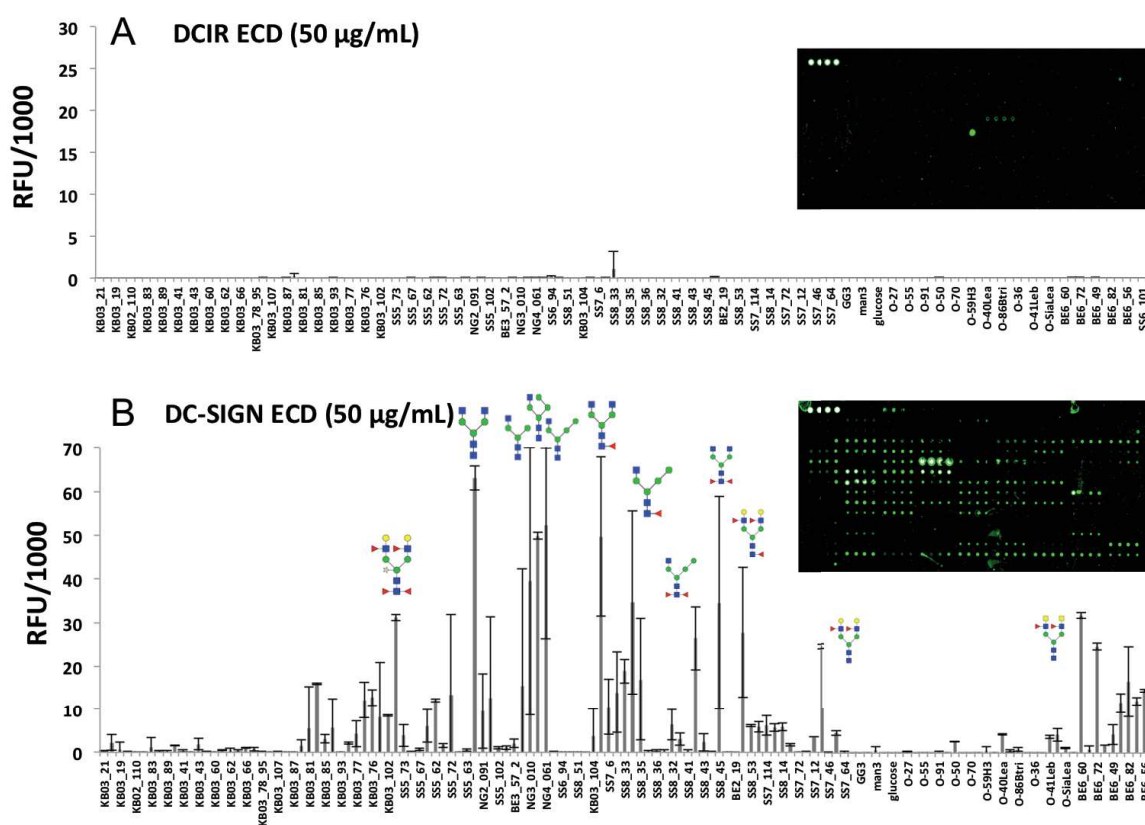 A DCIR ECD (50 µg/mL)
RFU/1000
30
25
20
15
10
5
0
KB03_21 KB03_19 KB02_110 KB03_83 KB03_89 KB03_41 KB03_43 KB03_60 KB03_62 KB03_66 KB03_78_95 KB03_107 KB03_87 KB03_81 KB03_85 KB03_93 KB03_77 KB03_76 KB03_102 SS5_73 SS5_67 SS5_62 SS5_72 SS5_63 NG2_091 SS5_102 BE3_57_2 NG3_010 NG4_061 SS6_94 SS8_51 KB03_104 SS7_6 SS8_33 SS8_35 SS8_36 SS8_32 SS8_41 SS8_43 SS8_45 BE2_19 SS8_53 SS7_114 SS8_14 SS7_72 SS7_12 SS7_46 SS7_64 GG3 man3 glucose O-27 O-55 O-91 O-50 O-70 O-59H3 O-40Lea O-86Btri O-36 O-41Leb O-SiaLea BE6_60 BE6_72 BE6_49 BE6_82 BE6_56 SS6_101
B DC-SIGN ECD (50 µg/mL)
RFU/1000
70
60
50
40
30
20
10
0
KB03_21 KB03_19 KB02_110 KB03_83 KB03_89 KB03_41 KB03_43 KB03_60 KB03_62 KB03_66 KB03_78_95 KB03_107 KB03_87 KB03_81 KB03_85 KB03_93 KB03_77 KB03_76 KB03_102 SS5_73 SS5_67 SS5_62 SS5_72 SS5_63 NG2_091 SS5_102 BE3_57_2 NG3_010 NG4_061 SS6_94 SS8_51 KB03_104 SS7_6 SS8_33 SS8_35 SS8_36 SS8_32 SS8_41 SS8_43 SS8_45 BE2_19 SS8_53 SS7_114 SS8_14 SS7_72 SS7_12 SS7_46 SS7_64 GG3 man3 glucose O-27 O-55 O-91 O-50 O-70 O-59H3 O-40Lea O-86Btri O-36 O-41Leb O-SiaLea BE6_60 BE6_72 BE6_49 BE6_82 BE6_56